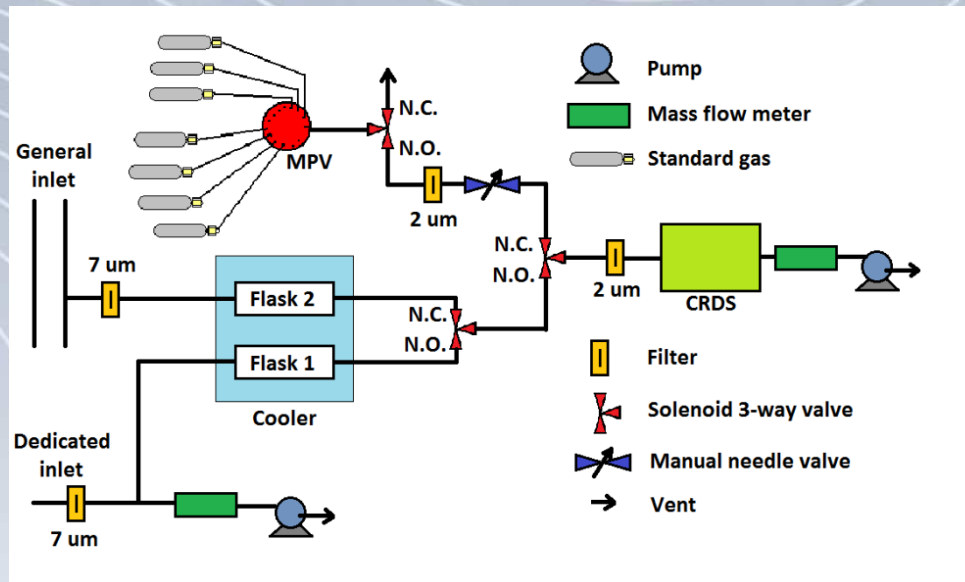 N.C.
N.O.
MPV
General
inlet
2 um
7 um
Flask 2
Flask 1
Cooler
N.C.
N.O.
N.C.
N.O.
2 um
CRDS
Dedicated
inlet
7 um
Pump
Mass flow meter
Standard gas
Filter
Solenoid 3-way valve
Manual needle valve
Vent